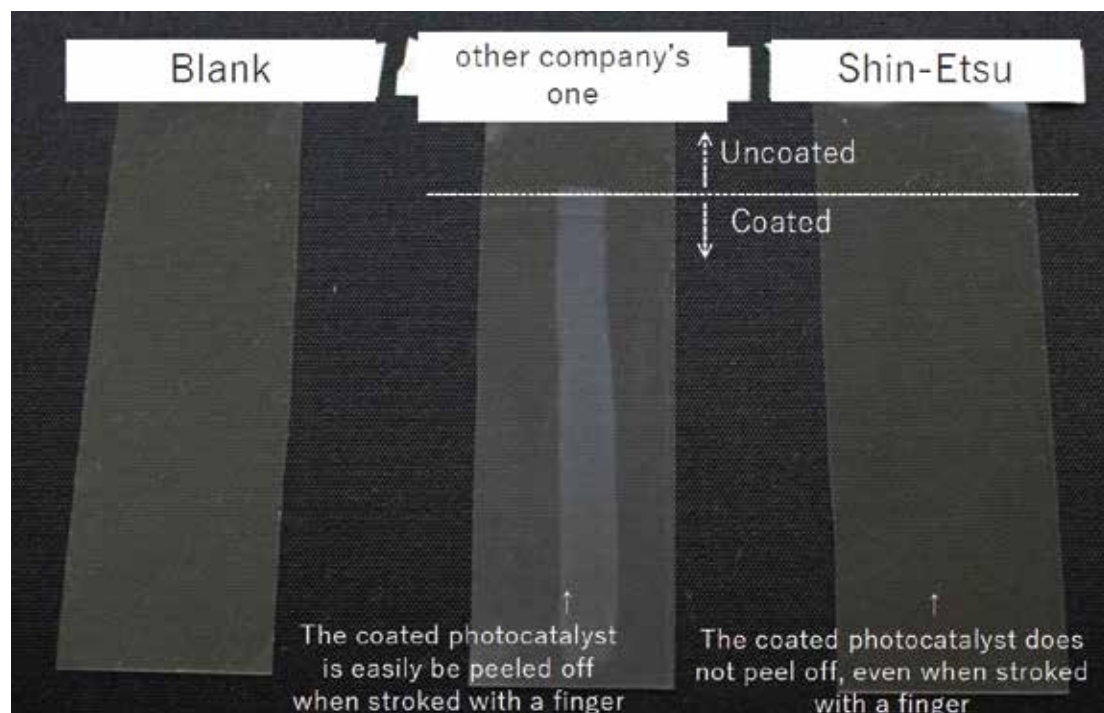 Blank
other company's
one
Shin-Etsu
Uncoated
Coated
↑
The coated photocatalyst
is easily be peeled off
when stroked with a finger
↑
The coated photocatalyst does
not peel off, even when stroked
with a finger